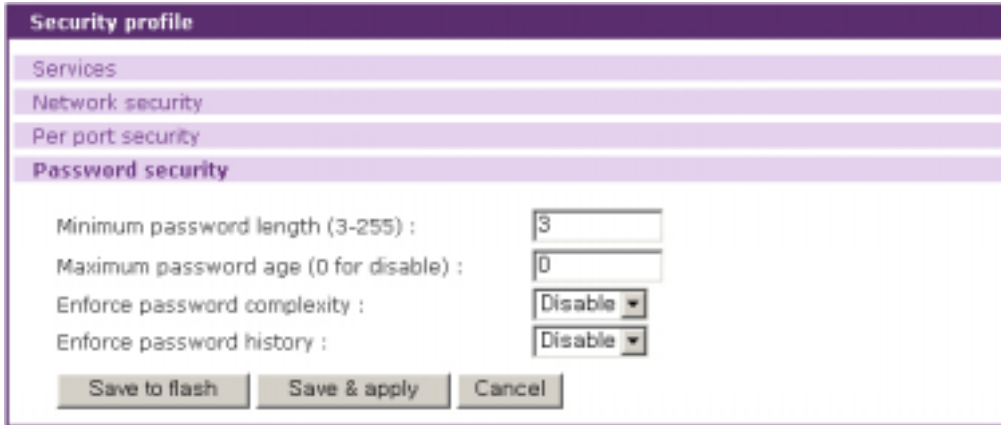 Security profile
Services
Network security
Per port security
Password security
Minimum password length (3-255) : 3
Maximum password age (0 for disable) : 0
Enforce password complexity : Disable
Enforce password history : Disable
Save to flash Save & apply Cancel